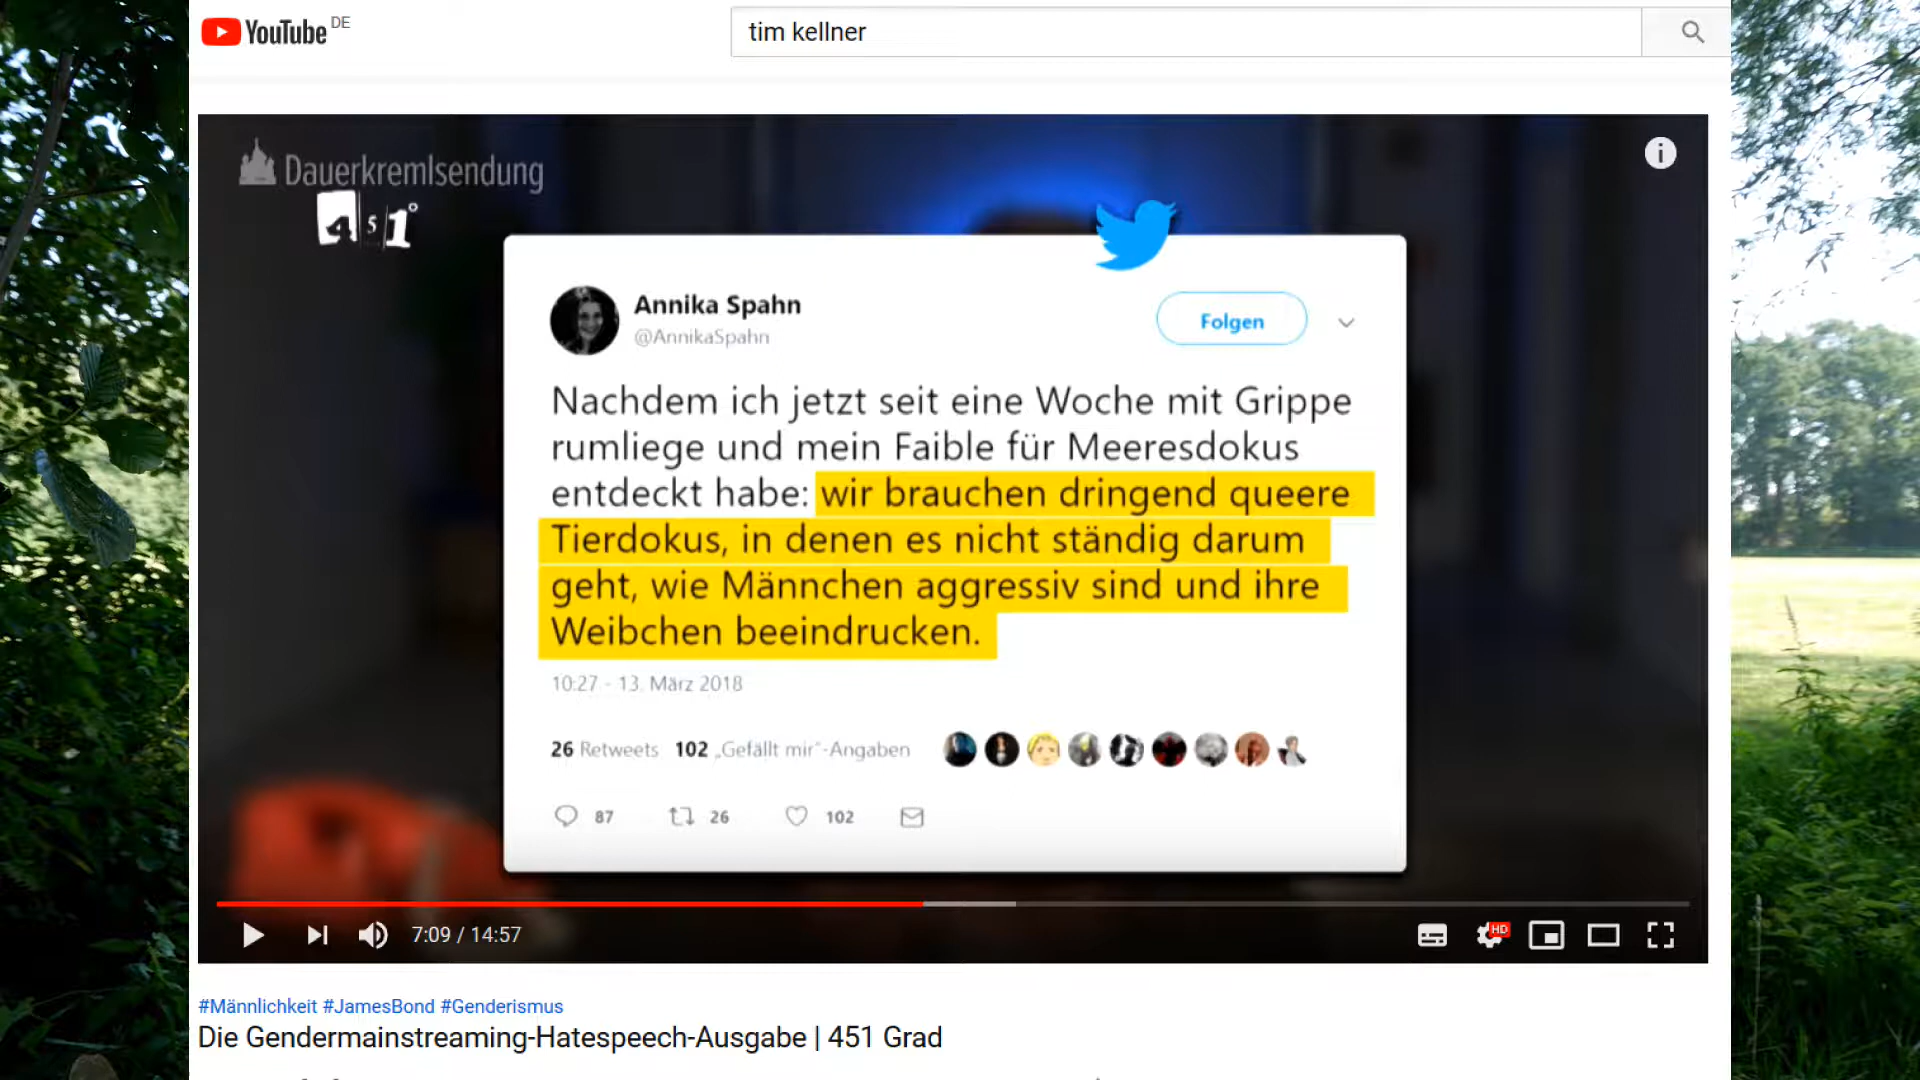 YouTube DE
tim kellner
Dauerkremlsendung
451°
Annika Spahn
@AnnikaSpahn
Folgen
Nachdem ich jetzt seit eine Woche mit Grippe
rumliege und mein Faible für Meeresdokus
entdeckt habe: wir brauchen dringend queere
Tierdokus, in denen es nicht ständig darum
geht, wie Männchen aggressiv sind und ihre
Weibchen beeindrucken.
10:27 - 13. März 2018
26 Retweets 102 „Gefällt mir“-Angaben
87 26 102
7:09 / 14:57
HD
#Männlichkeit #JamesBond #Genderismus
Die Gendermainstreaming-Hatespeech-Ausgabe | 451 Grad